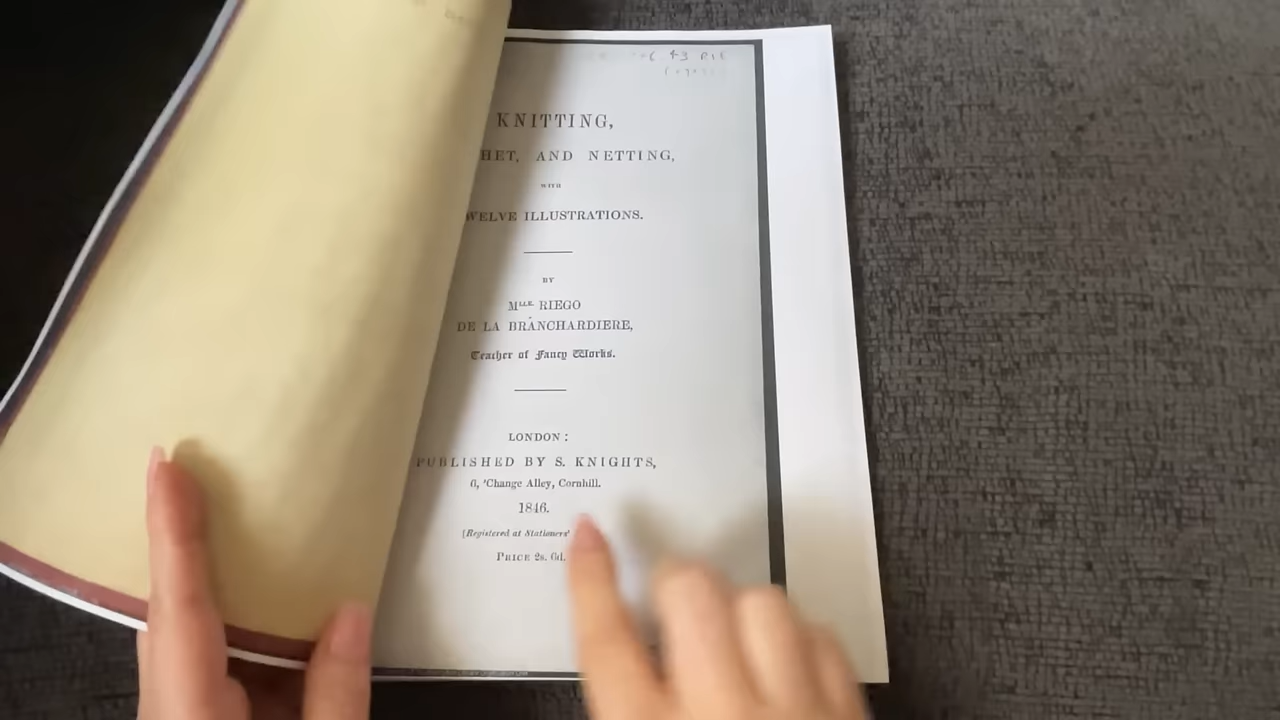 KNITTING,
HET, AND NETTING,
WITH
WELVE ILLUSTRATIONS.
BY
Mlle RIEGO
DE LA BRANCHARDIERE,
Teacher of Fancy Works.
LONDON:
PUBLISHED BY S. KNIGHTS,
6, 'Change Alley, Cornhill.
1846.
[Registered at Stationers'
PRICE 2s. 6d.